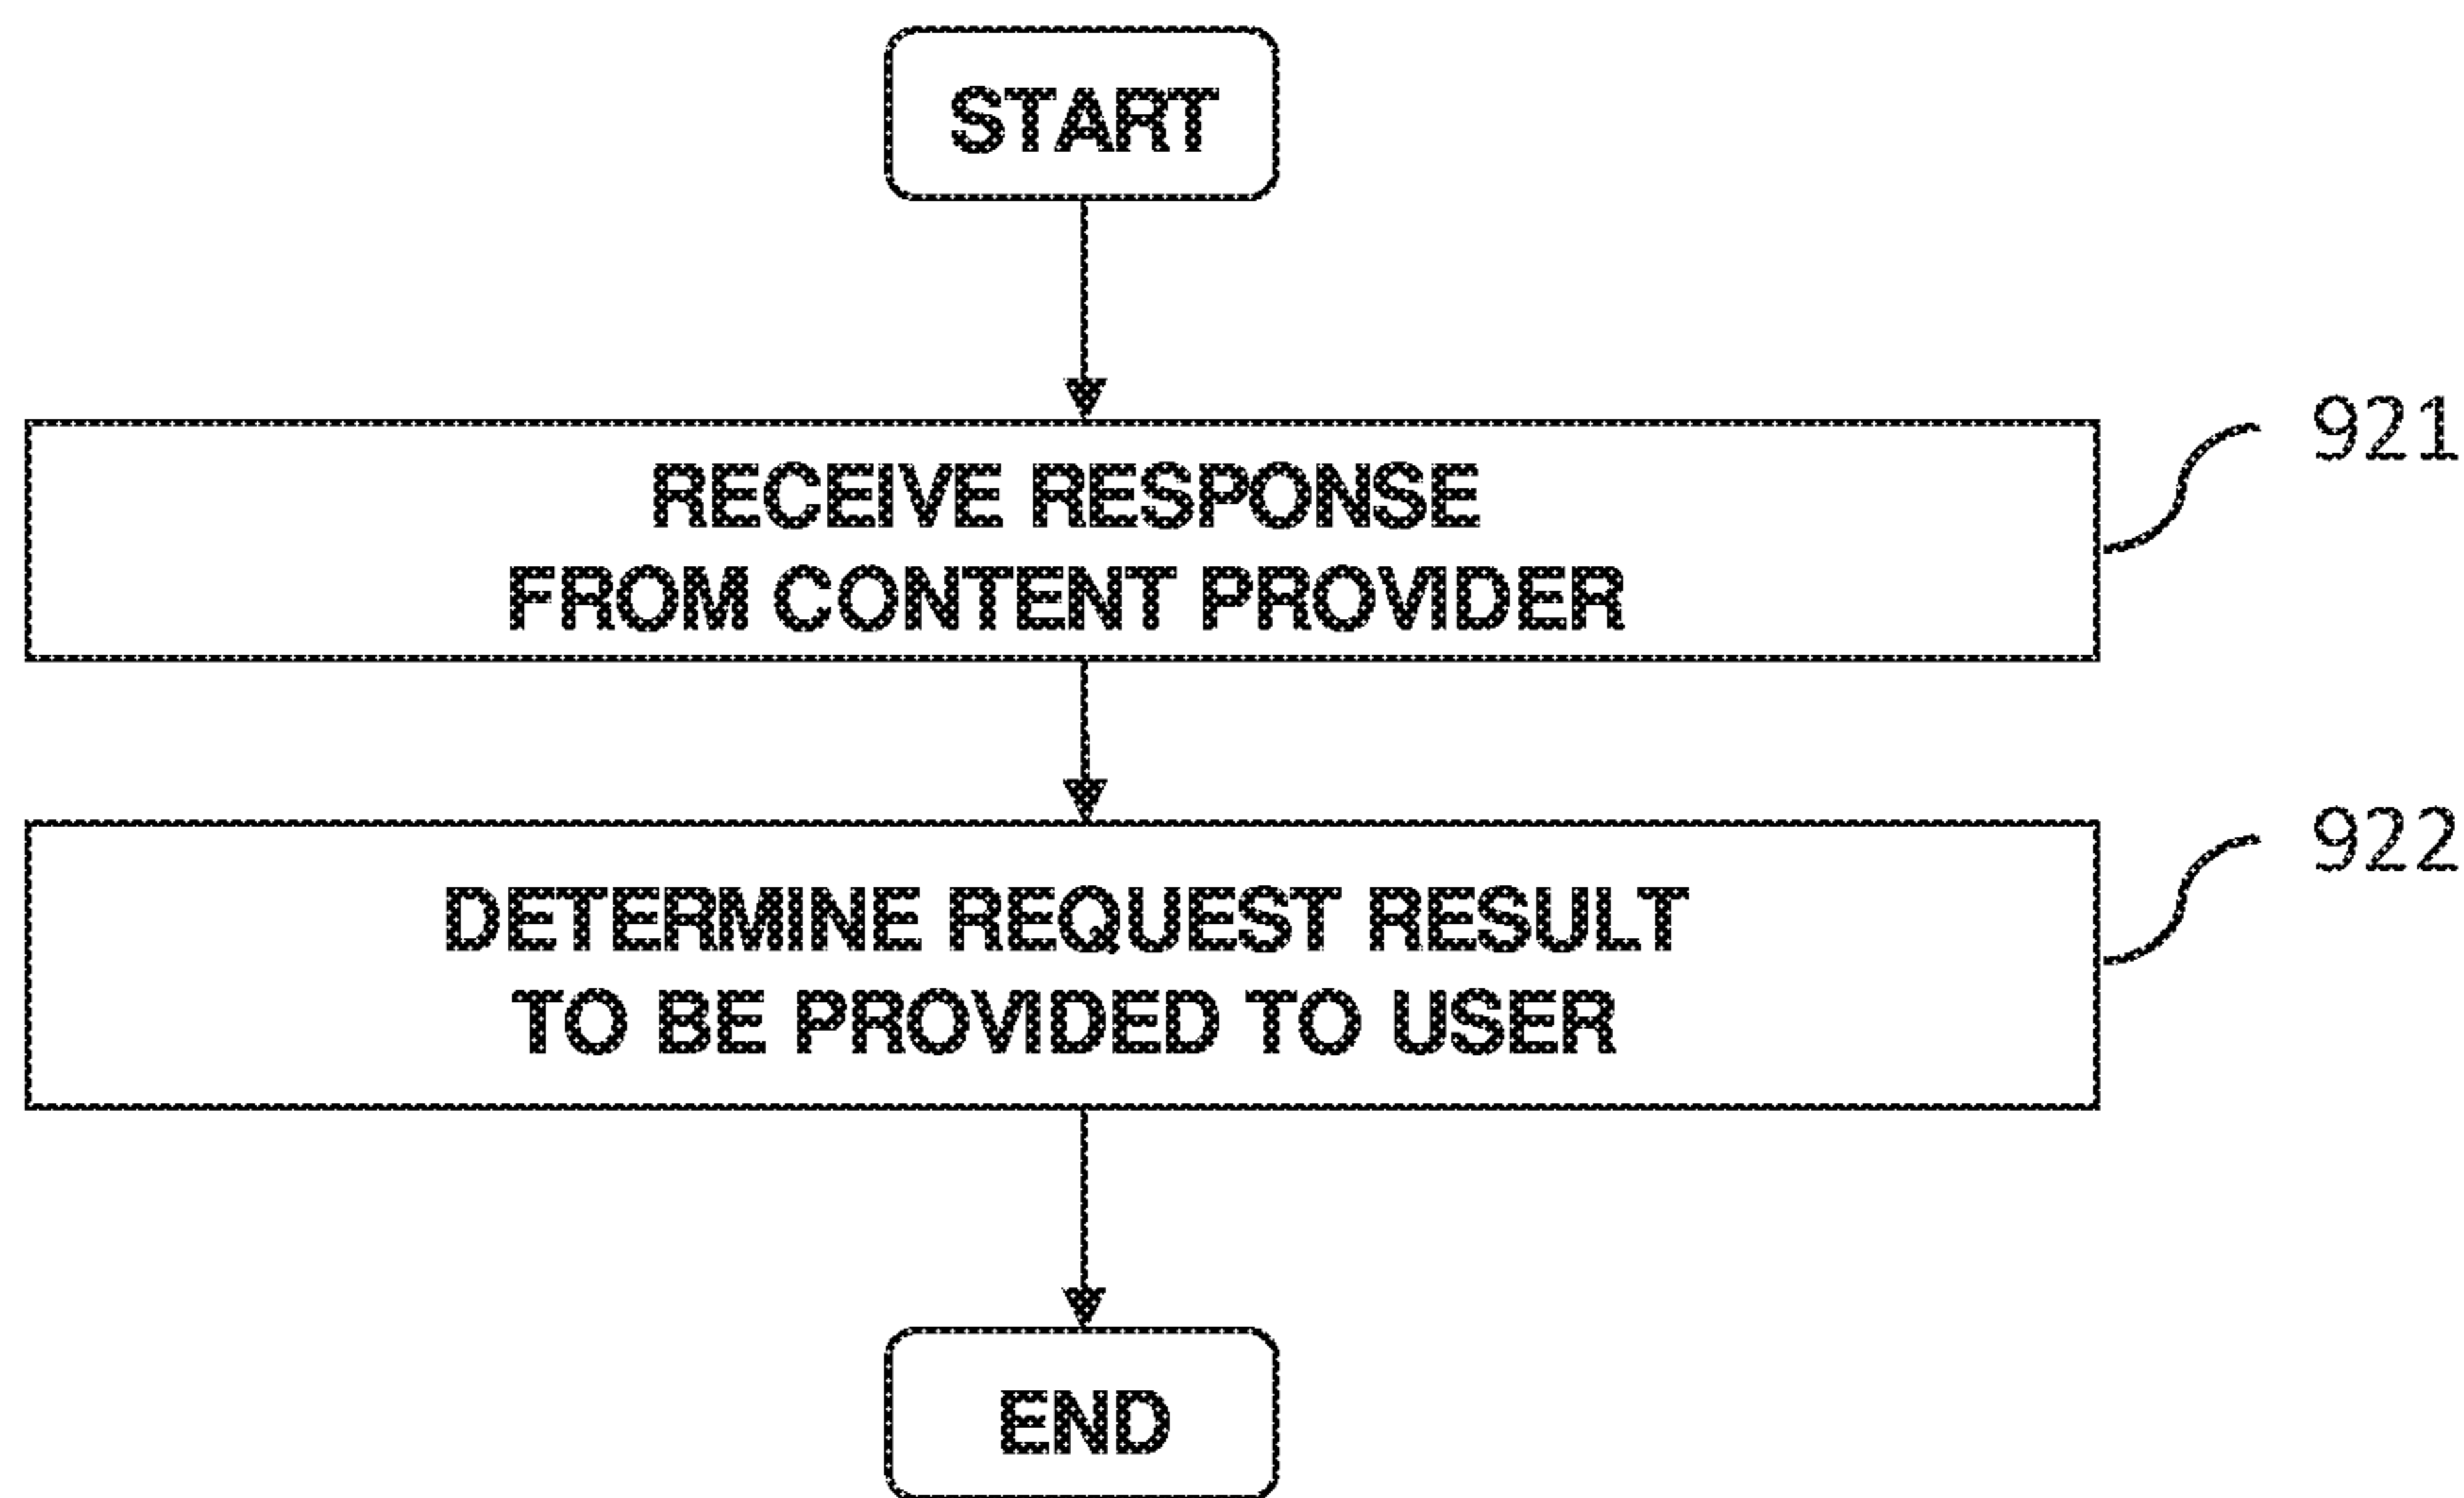 START
RECEIVE RESPONSE
FROM CONTENT PROVIDER
921
DETERMINE REQUEST RESULT
TO BE PROVIDED TO USER
922
END